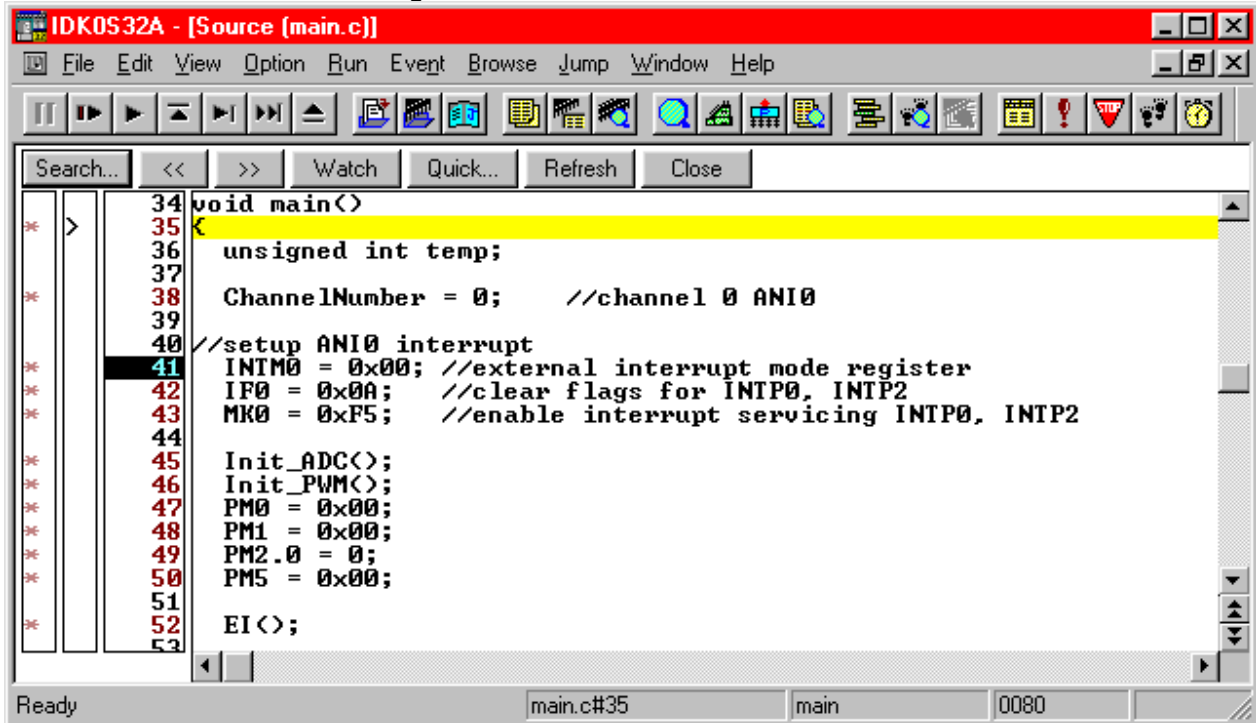 IDK0S32A - [Source (main.c)]
File Edit View Option Run Event Browse Jump Window Help
Search... << >> Watch Quick... Refresh Close
34 void main()
* > 35 {
36 unsigned int temp;
37
* 38 ChannelNumber = 0; //channel 0 ANI0
39
40 //setup ANI0 interrupt
* 41 INTM0 = 0x00; //external interrupt mode register
* 42 IF0 = 0x0A; //clear flags for INTP0, INTP2
* 43 MK0 = 0xF5; //enable interrupt servicing INTP0, INTP2
44
* 45 Init_ADC();
* 46 Init_PWM();
* 47 PM0 = 0x00;
* 48 PM1 = 0x00;
* 49 PM2.0 = 0;
* 50 PM5 = 0x00;
51
* 52 EI();
53
Ready main.c#35 main 0080